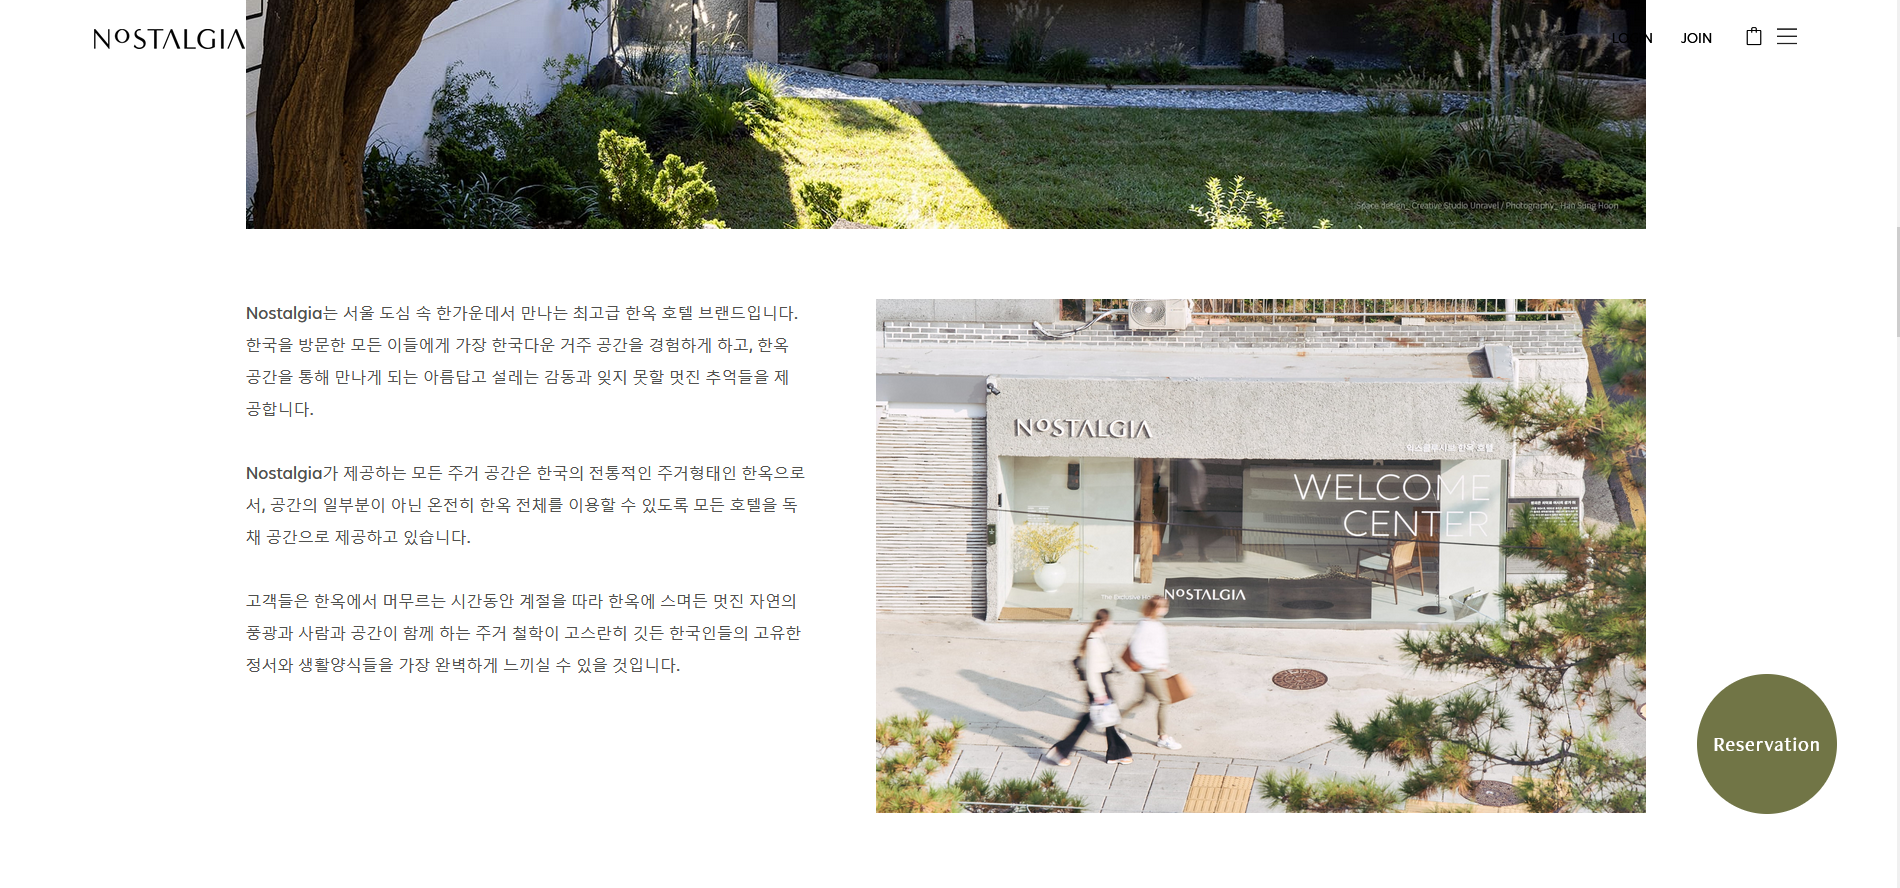 NOSTALGIA
LOGIN
JOIN
Space design_ Creative Studio Unravel / Photography_ Han Sung Hoon
Nostalgia는 서울 도심 속 한가운데서 만나는 최고급 한옥 호텔 브랜드입니다.
한국을 방문한 모든 이들에게 가장 한국다운 거주 공간을 경험하게 하고, 한옥
공간을 통해 만나게 되는 아름답고 설레는 감동과 잊지 못할 멋진 추억들을 제
공합니다.
Nostalgia가 제공하는 모든 주거 공간은 한국의 전통적인 주거형태인 한옥으로
서, 공간의 일부분이 아닌 온전히 한옥 전체를 이용할 수 있도록 모든 호텔을 독
채 공간으로 제공하고 있습니다.
고객들은 한옥에서 머무르는 시간동안 계절을 따라 한옥에 스며든 멋진 자연의
풍광과 사람과 공간이 함께 하는 주거 철학이 고스란히 깃든 한국인들의 고유한
정서와 생활양식들을 가장 완벽하게 느끼실 수 있을 것입니다.
NOSTALGIA
익스클루시브 한옥 호텔
WELCOME
CENTER
The Exclusive
NOSTALGIA
Reservation